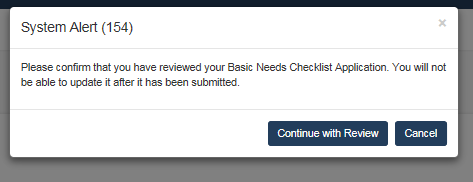 System Alert (154)
×
Please confirm that you have reviewed your Basic Needs Checklist Application. You will not
be able to update it after it has been submitted.
Continue with Review
Cancel